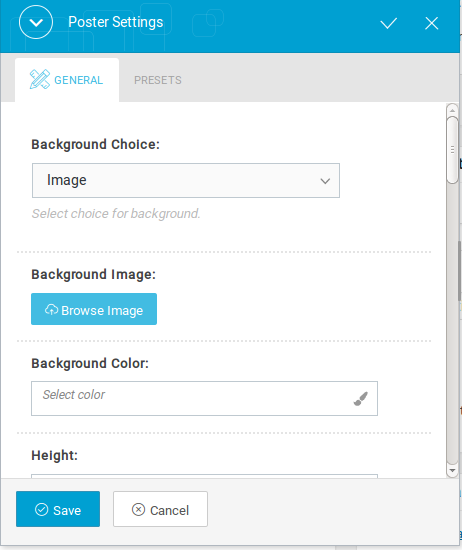 Poster Settings
GENERAL
PRESETS
Background Choice:
Image
Select choice for background.
Background Image:
Browse Image
Background Color:
Select color
Height:
Save
Cancel